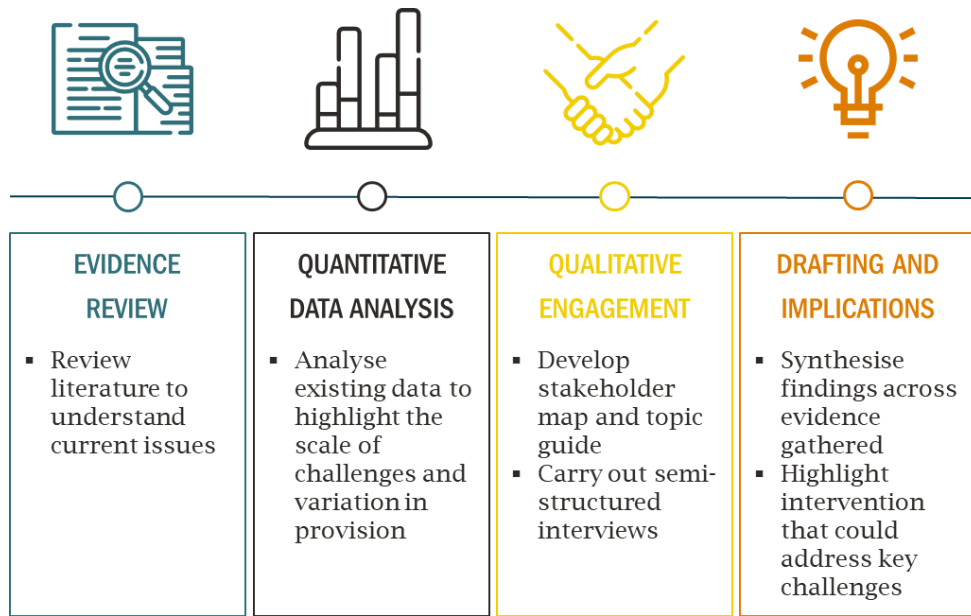 EVIDENCE
REVIEW
▪ Review
literature to
understand
current issues
QUANTITATIVE
DATA ANALYSIS
▪ Analyse
existing data to
highlight the
scale of
challenges and
variation in
provision
QUALITATIVE
ENGAGEMENT
▪ Develop
stakeholder
map and topic
guide
▪ Carry out semi-
structured
interviews
DRAFTING AND
IMPLICATIONS
▪ Synthesise
findings across
evidence
gathered
▪ Highlight
intervention
that could
address key
challenges